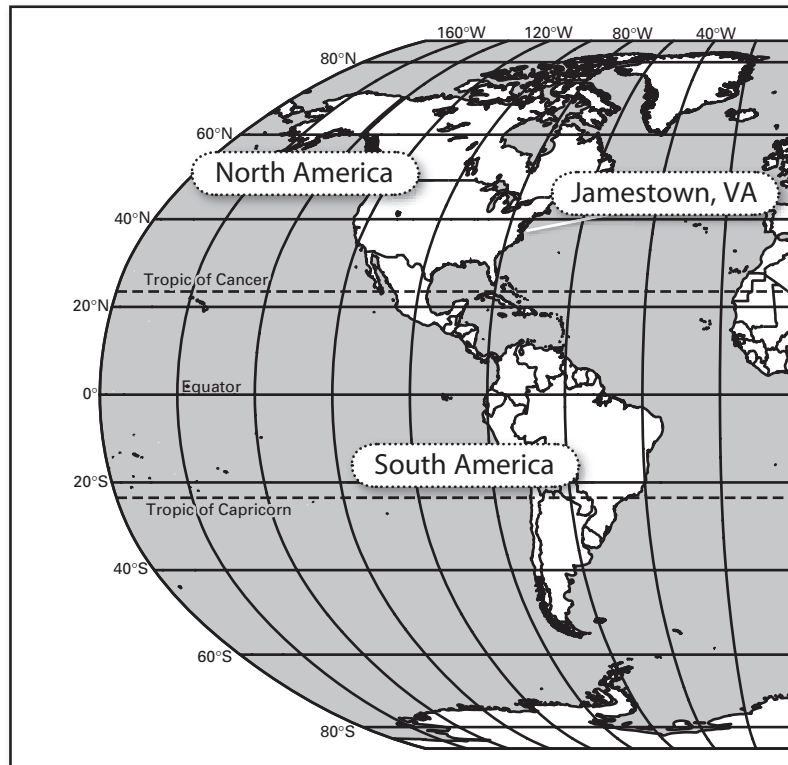 160°W 120°W 80°W 40°W
80°N
60°N
North America
Jamestown, VA
40°N
Tropic of Cancer
20°N
Equator
0°
South America
20°S
Tropic of Capricorn
40°S
60°S
80°S